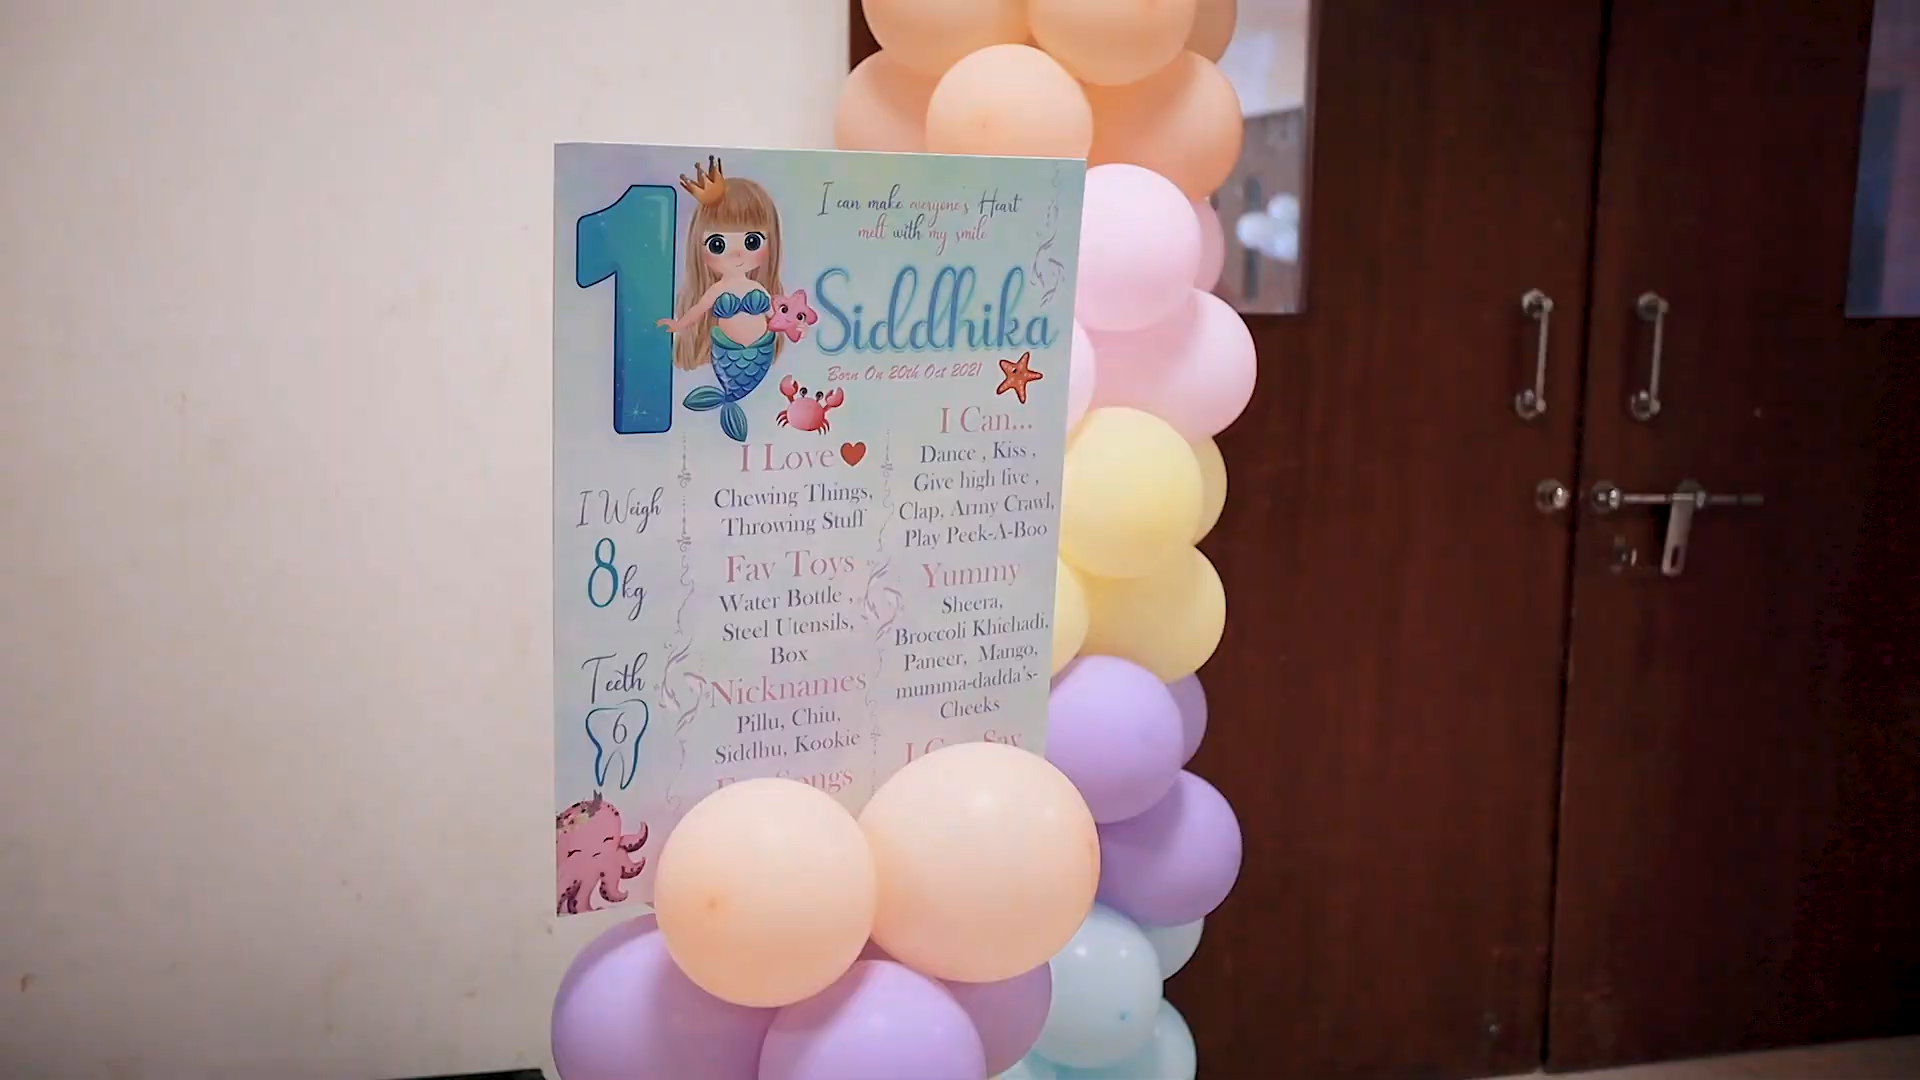 1
I can make everyone's Heart
melt with my smile
Siddhika
Born On 20th Oct 2021
I Weigh
8kg
Teeth
6
I Love
Chewing Things,
Throwing Stuff
Fav Toys
Water Bottle ,
Steel Utensils,
Box
Nicknames
Pillu, Chiu,
Siddhu, Kookie
I Can...
Dance , Kiss ,
Give high five ,
Clap, Army Crawl,
Play Peek-A-Boo
Yummy
Sheera,
Broccoli Khichadi,
Paneer, Mango,
mumma-dadda's-
Cheeks
I Say